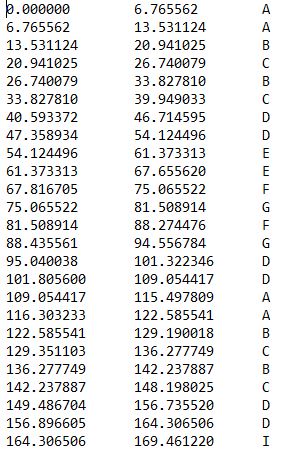 0.000000 6.765562 A
6.765562 13.531124 A
13.531124 20.941025 B
20.941025 26.740079 C
26.740079 33.827810 B
33.827810 39.949033 C
40.593372 46.714595 D
47.358934 54.124496 D
54.124496 61.373313 E
61.373313 67.655620 E
67.816705 75.065522 F
75.065522 81.508914 G
81.508914 88.274476 F
88.435561 94.556784 G
95.040038 101.322346 D
101.805600 109.054417 D
109.054417 115.497809 A
116.303233 122.585541 A
122.585541 129.190018 B
129.351103 136.277749 C
136.277749 142.237887 B
142.237887 148.198025 C
149.486704 156.735520 D
156.896605 164.306506 D
164.306506 169.461220 I